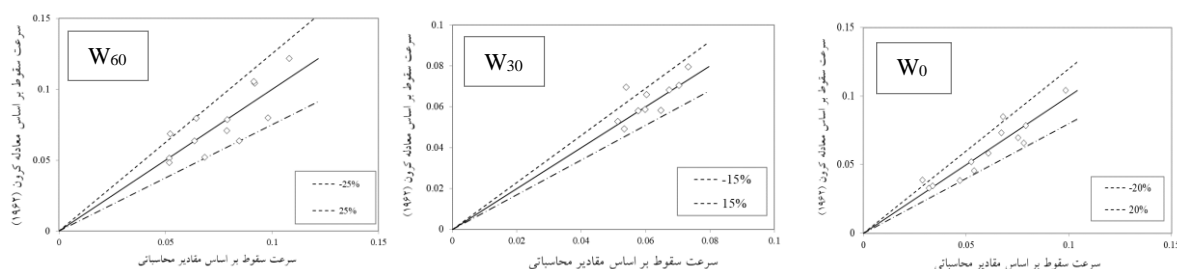 W60
0.15
0.1
0.05
0
0 0.05 0.1 0.15
سرعت سقوط بر اساس معادله کرون (۱۹۶۲)
سرعت سقوط بر اساس مقادیر محاسباتی
-25%
25%
W30
0.1
0.08
0.06
0.04
0.02
0
0 0.02 0.04 0.06 0.08 0.1
سرعت سقوط بر اساس معادله کرون (۱۹۶۲)
سرعت سقوط بر اساس مقادیر محاسباتی
-15%
15%
W0
0.15
0.1
0.05
0
0 0.05 0.1 0.15
سرعت سقوط بر اساس معادله کرون (۱۹۶۲)
سرعت سقوط بر اساس مقادیر محاسباتی
-20%
20%